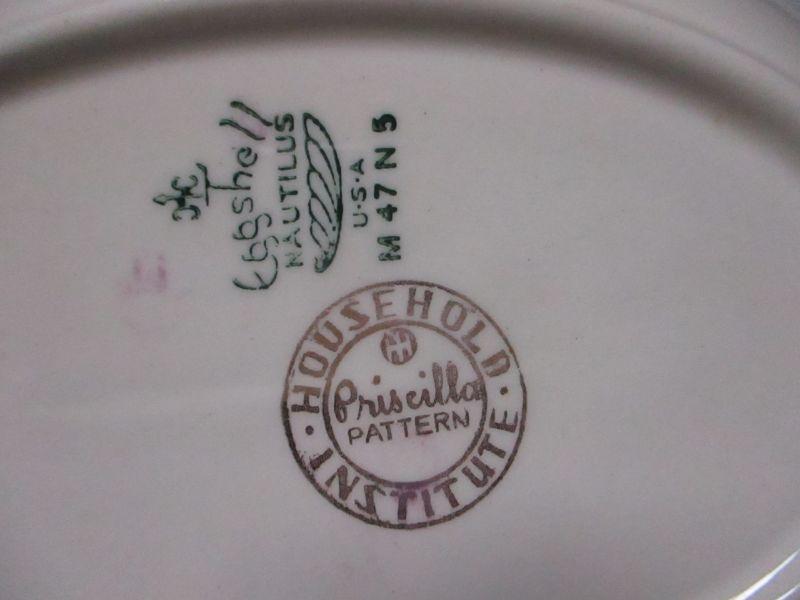 Eggshell
NAUTILUS
U·S·A
M 47 N 5
HOUSEHOLD
Priscilla
PATTERN
INSTITUTE